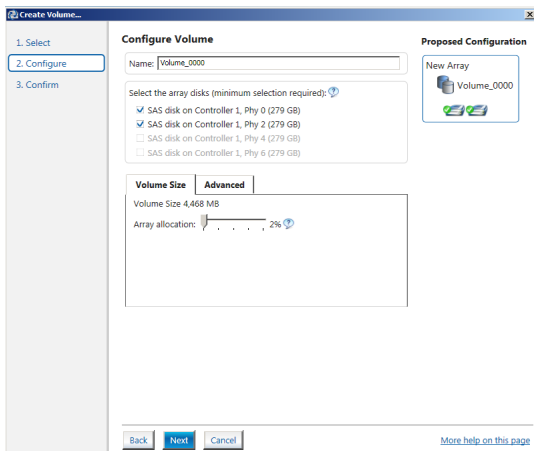 Create Volume...
1. Select
2. Configure
3. Confirm
Configure Volume
Name: Volume_0000
Select the array disks (minimum selection required):
SAS disk on Controller 1, Phy 0 (279 GB)
SAS disk on Controller 1, Phy 2 (279 GB)
SAS disk on Controller 1, Phy 4 (279 GB)
SAS disk on Controller 1, Phy 6 (279 GB)
Volume Size Advanced
Volume Size 4,468 MB
Array allocation: 2%
Proposed Configuration
New Array
Volume_0000
Back Next Cancel
More help on this page